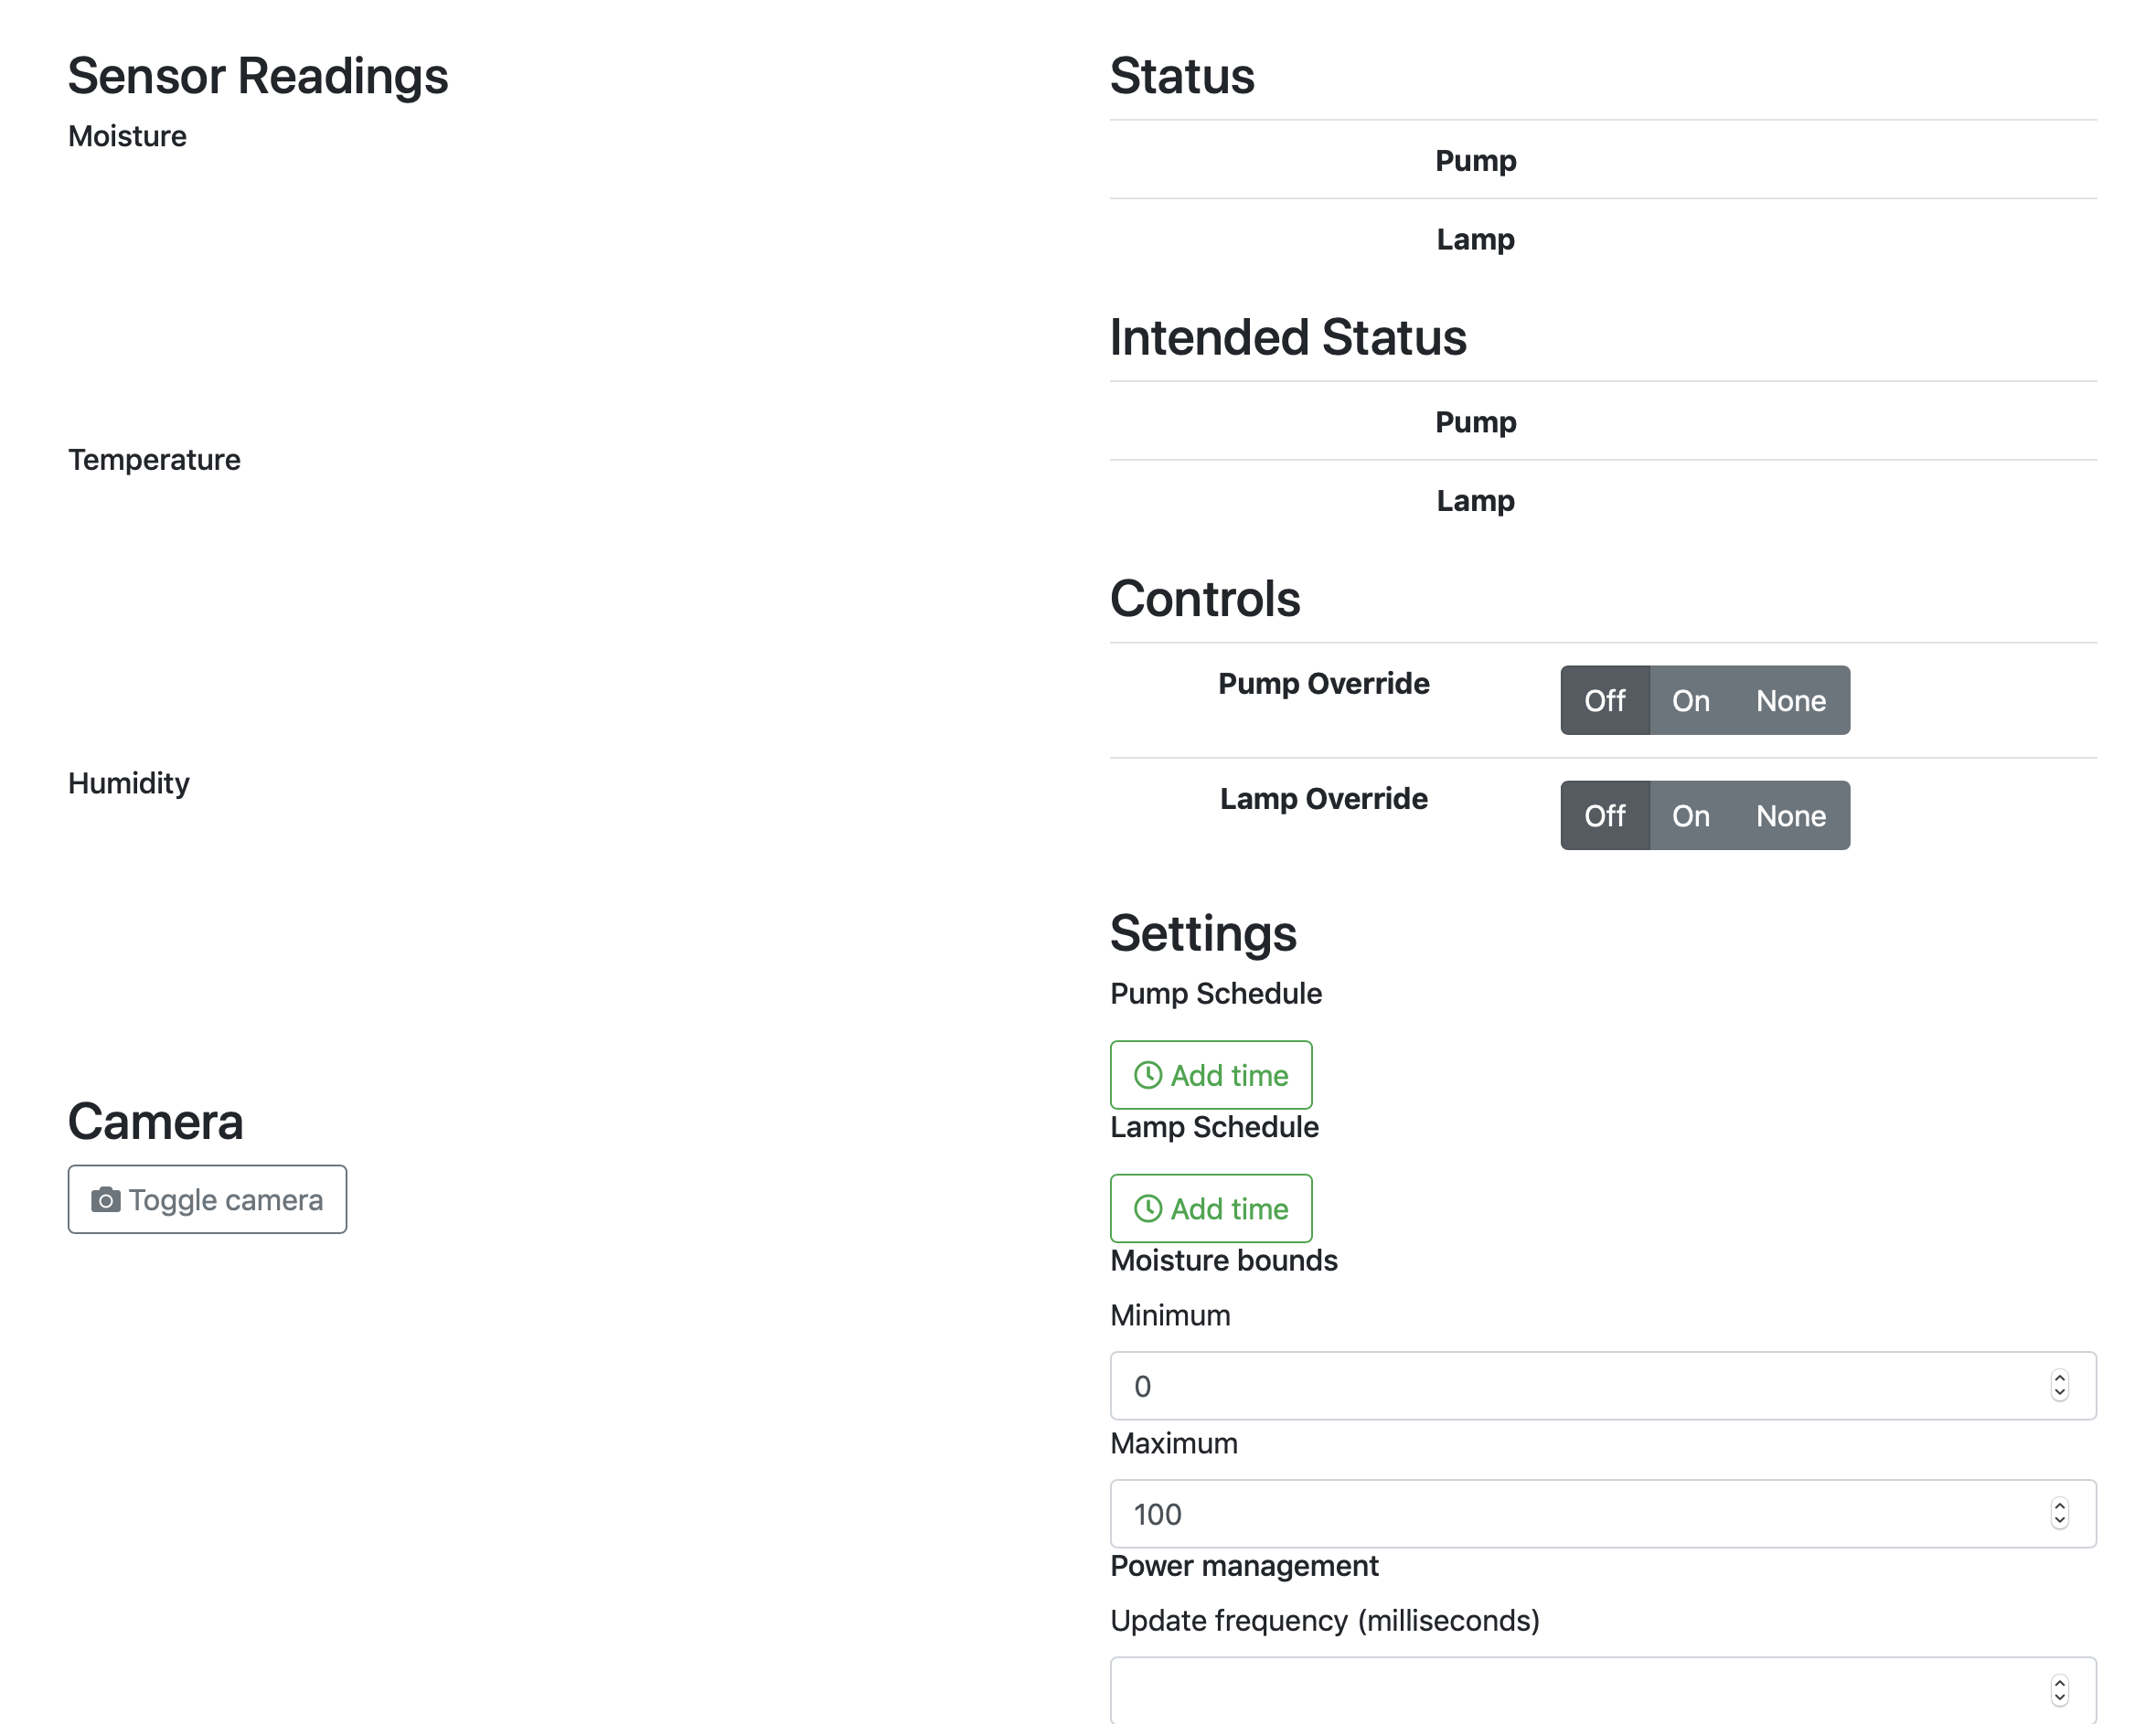 Sensor Readings
Moisture
Temperature
Humidity
Camera
Toggle camera
Status
Pump
Lamp
Intended Status
Pump
Lamp
Controls
Pump Override Off On None
Lamp Override Off On None
Settings
Pump Schedule
Add time
Lamp Schedule
Add time
Moisture bounds
Minimum
0
Maximum
100
Power management
Update frequency (milliseconds)